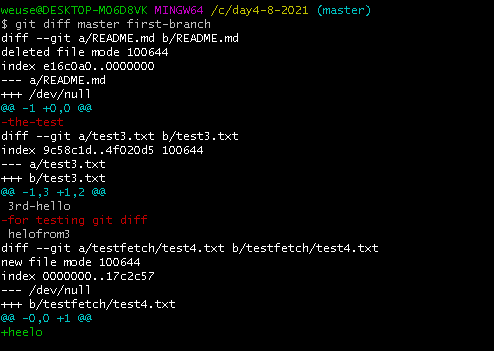 weuse@DESKTOP-MO6D8VK MINGW64 /c/day4-8-2021 (master)
$ git diff master first-branch
diff --git a/README.md b/README.md
deleted file mode 100644
index e16c0a0..0000000
--- a/README.md
+++ /dev/null
@@ -1 +0,0 @@
-the-test
diff --git a/test3.txt b/test3.txt
index 9c58c1d..4f020d5 100644
--- a/test3.txt
+++ b/test3.txt
@@ -1,3 +1,2 @@
 3rd-hello
-for testing git diff
 helofrom3
diff --git a/testfetch/test4.txt b/testfetch/test4.txt
new file mode 100644
index 0000000..17c2c57
--- /dev/null
+++ b/testfetch/test4.txt
@@ -0,0 +1 @@
+heelo